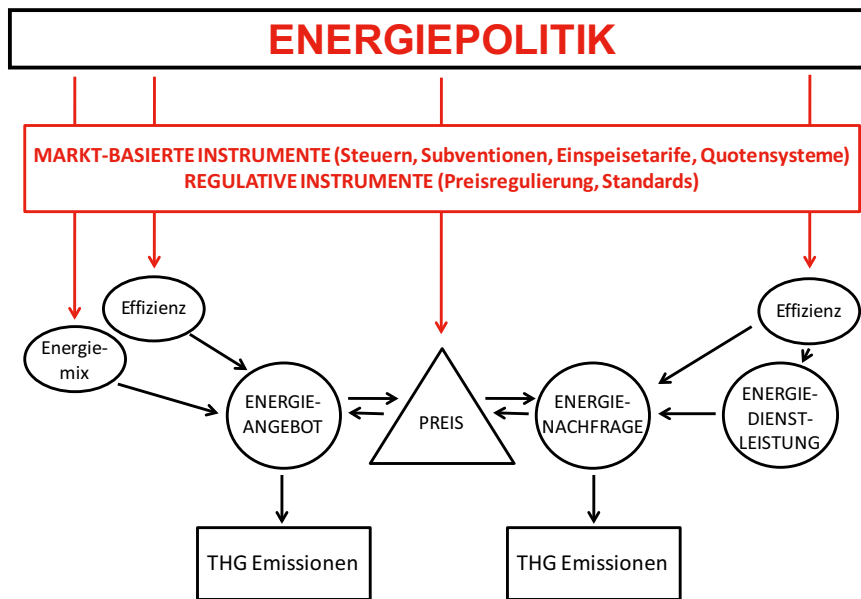 ENERGIEPOLITIK
MARKT-BASIERTE INSTRUMENTE (Steuern, Subventionen, Einspeisetarife, Quotensysteme)
REGULATIVE INSTRUMENTE (Preisregulierung, Standards)
Effizienz
Effizienz
Energie-
mix
ENERGIE-
ANGEBOT
PREIS
ENERGIE-
NACHFRAGE
ENERGIE-
DIENST-
LEISTUNG
THG Emissionen
THG Emissionen